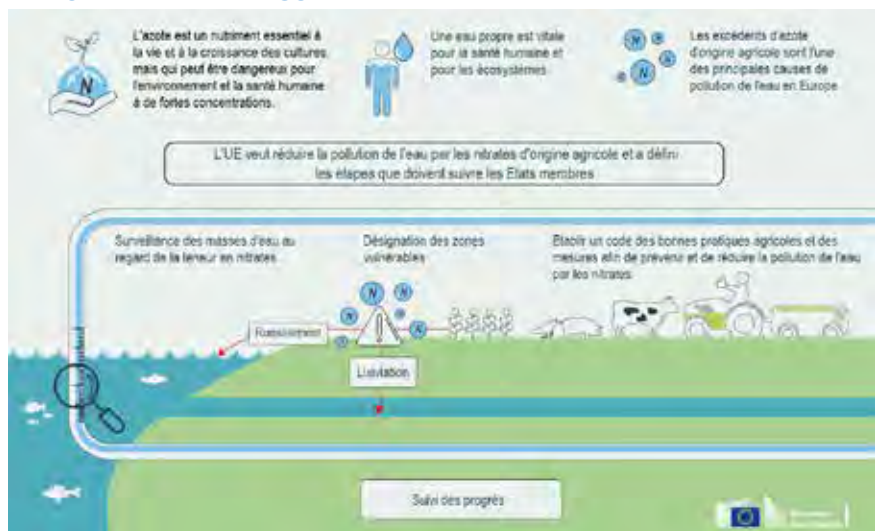 L'azote est un nutriment essentiel à
la vie et à la croissance des cultures,
mais qui peut être dangereux pour
l'environnement et la santé humaine
à de fortes concentrations.
Une eau propre est vitale
pour la santé humaine et
pour les écosystèmes
Les excédents d'azote
d'origine agricole sont l'une
des principales causes de
pollution de l'eau en Europe
N
N
N
L'UE veut réduire la pollution de l'eau par les nitrates d'origine agricole et a défini
les étapes que doivent suivre les Etats membres
Surveillance des masses d'eau au
regard de la teneur en nitrates
Désignation des zones
vulnérables
Etablir un code des bonnes pratiques agricoles et des
mesures afin de prévenir et de réduire la pollution de l'eau
par les nitrates
N
N
N
N
Ruissellement
Lixiviation
Suivi des progrès